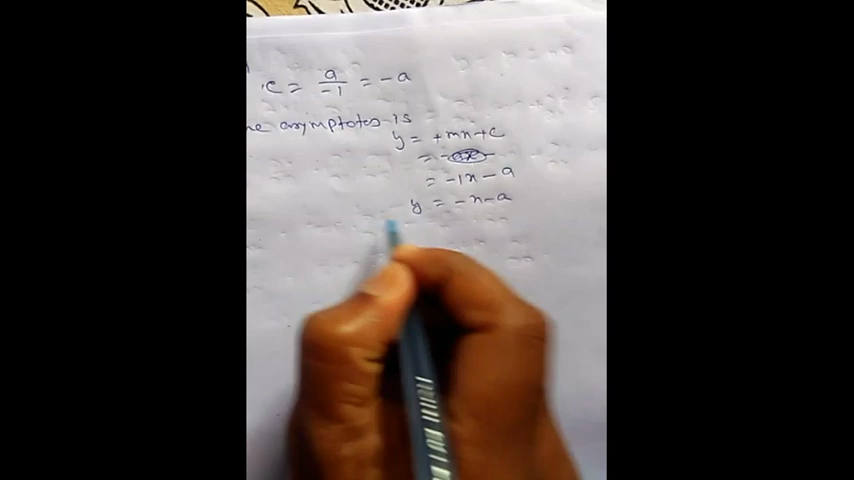 c = a/-1 = -a
asymptotes is
y = +mx+c
= -1x - a
y = -x-a